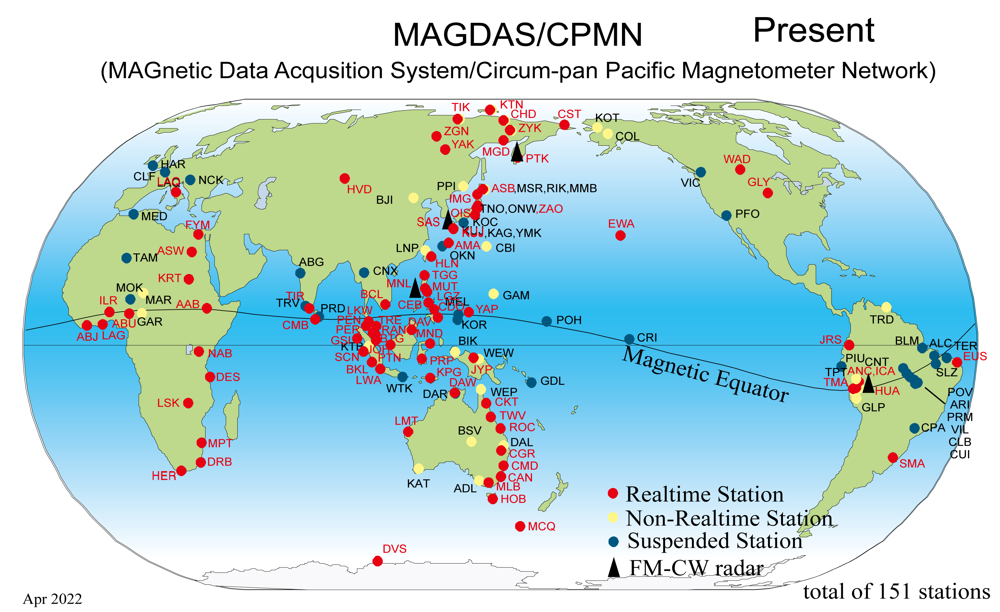 MAGDAS/CPMN
Present
(MAGnetic Data Acqusition System/Circum-pan Pacific Magnetometer Network)
TIK
KTN
CHD
CST
KOT
ZGN
ZYK
COL
YAK
MGD
PTK
WAD
HAR
CLF
NCK
LAQ
VIC
GLY
HVD
PPI
ASB,MSR,RIK,MMB
BJI
IMG
MED
OIS
TNO,ONW,ZAO
PFO
FYM
SAS
KOC
EWA
KUJ,KAG,YMK
ASW
LNP
AMA
CBI
TAM
OKN
ABG
HLN
CNX
TGG
KRT
MNL
MUT
MOK
TIR
BCL
LGZ
GAM
ILR
MAR
AAB
TRV
PRD
CEB
MEL
CDO
YAP
LKW
TRD
ABU
GAR
CMB
PEN
TRE
DAV
KOR
POH
ABJ
LAG
PER
RAN
MND
GSI
BTG
BIK
CRI
JRS
BLM
ALC
TER
KTB
JOH
NAB
SCN
PTN
PRP
WEW
Magnetic Equator
PIU
CNT
EUS
BKL
KPG
JYP
TPT
ANC,ICA
SLZ
DES
LWA
DAW
GDL
TMA
WTK
DAR
WEP
HUA
POV
LSK
CKT
GLP
ARI
LMT
TWV
PRM
BSV
ROC
CPA
VIL
MPT
DAL
CLB
CGR
CUI
DRB
CMD
SMA
HER
KAT
CAN
ADL
MLB
HOB
Realtime Station
Non-Realtime Station
MCQ
Suspended Station
DVS
FM-CW radar
Apr 2022
total of 151 stations